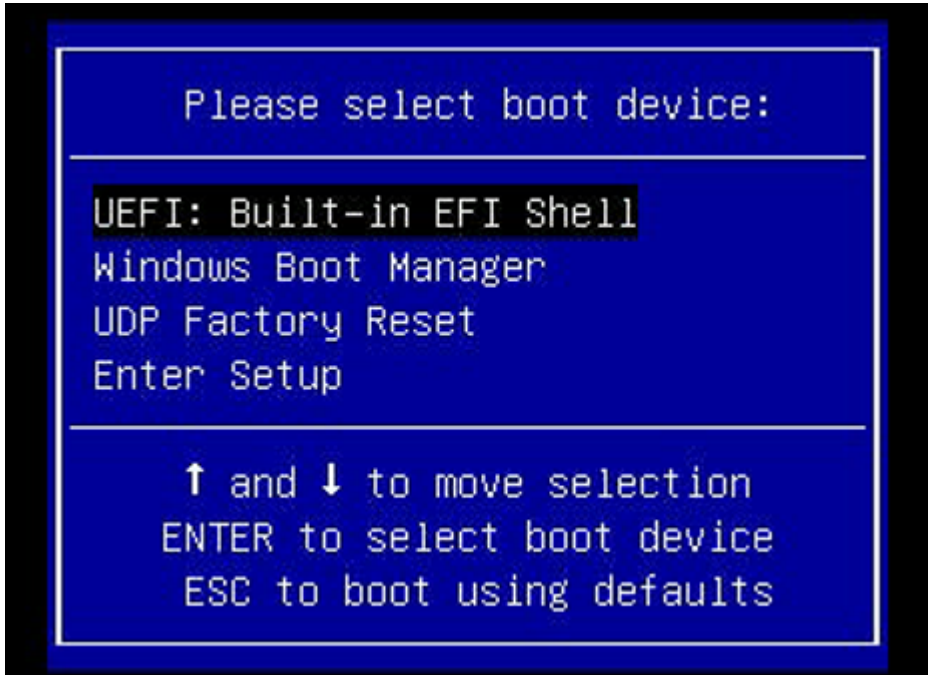 Please select boot device:
UEFI: Built-in EFI Shell
Windows Boot Manager
UDP Factory Reset
Enter Setup
↑ and ↓ to move selection
ENTER to select boot device
ESC to boot using defaults